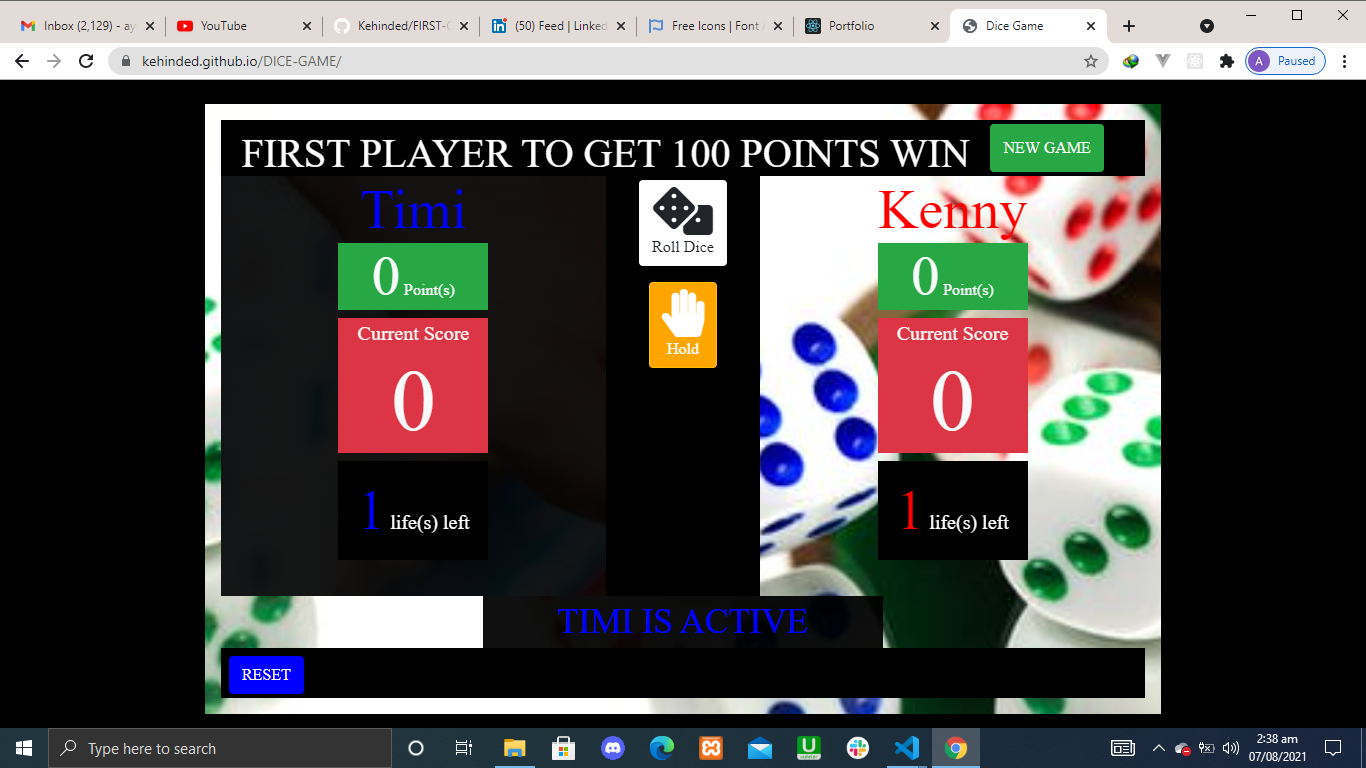 Inbox (2,129) - ay
YouTube
Kehinded/FIRST-
(50) Feed | Linked
Free Icons | Font
Portfolio
Dice Game
kehinded.github.io/DICE-GAME/
A Paused
FIRST PLAYER TO GET 100 POINTS WIN
NEW GAME
Timi
0 Point(s)
Current Score
0
1 life(s) left
Roll Dice
Hold
Kenny
0 Point(s)
Current Score
0
1 life(s) left
TIMI IS ACTIVE
RESET
Type here to search
2:38 am
07/08/2021